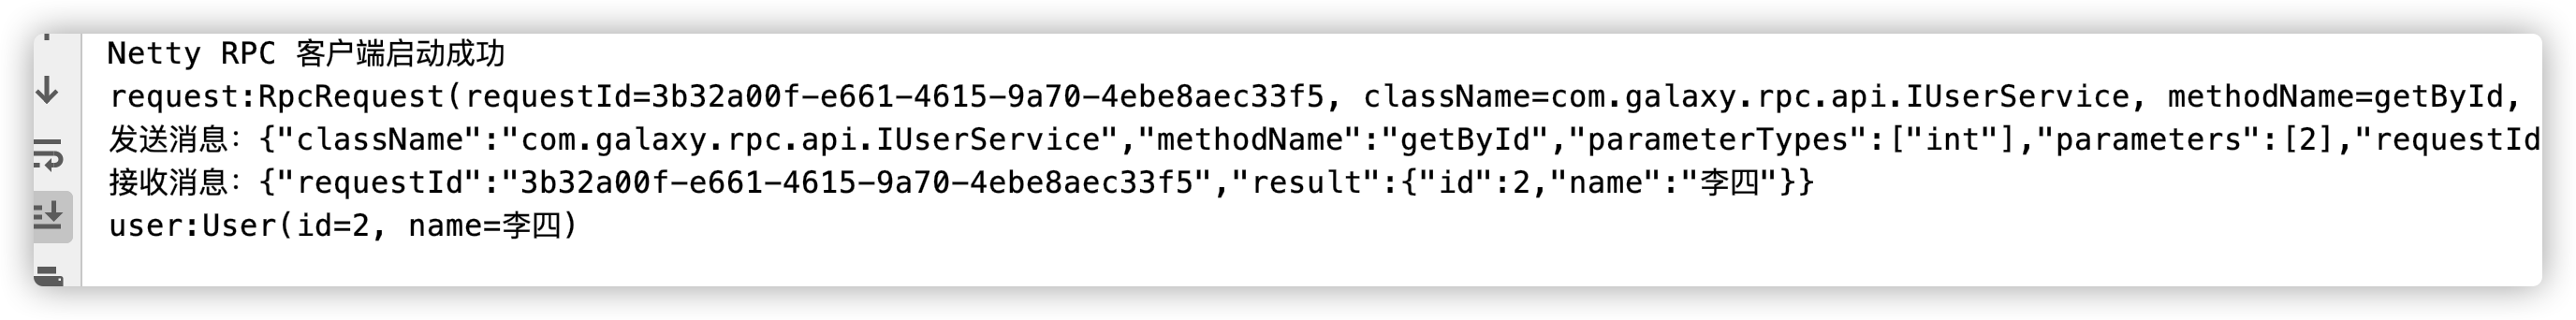 Netty RPC 客户端启动成功
request:RpcRequest(requestId=3b32a00f-e661-4615-9a70-4ebe8aec33f5, className=com.galaxy.rpc.api.IUserService, methodName=getById,
发送消息：{"className":"com.galaxy.rpc.api.IUserService","methodName":"getById","parameterTypes":["int"],"parameters":[2],"requestId
接收消息：{"requestId":"3b32a00f-e661-4615-9a70-4ebe8aec33f5","result":{"id":2,"name":"李四"}}
user:User(id=2, name=李四)